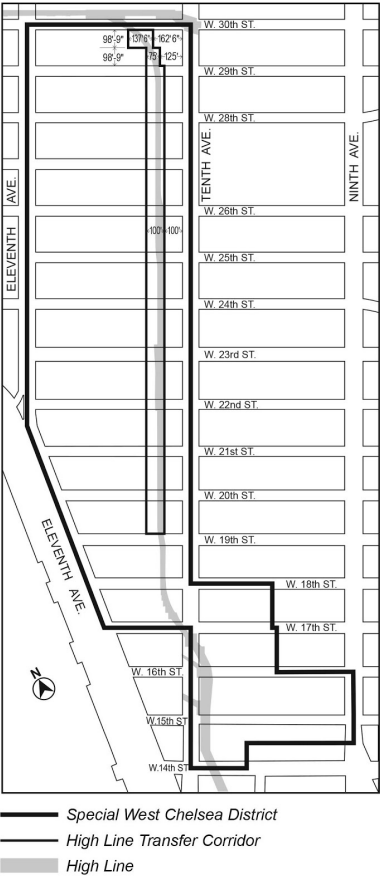 W. 30th ST.
98'-9" 137'6" 162'6"
98'-9" 75' 125'
W. 29th ST.
W. 28th ST.
TENTH AVE.
NINTH AVE.
ELEVENTH AVE.
W. 26th ST.
100' 100'
W. 25th ST.
W. 24th ST.
W. 23rd ST.
W. 22nd ST.
W. 21st ST.
W. 20th ST.
W. 19th ST.
ELEVENTH AVE.
W. 18th ST.
W. 17th ST.
W. 16th ST.
N
W.15th ST
W.14th ST
Special West Chelsea District
High Line Transfer Corridor
High Line